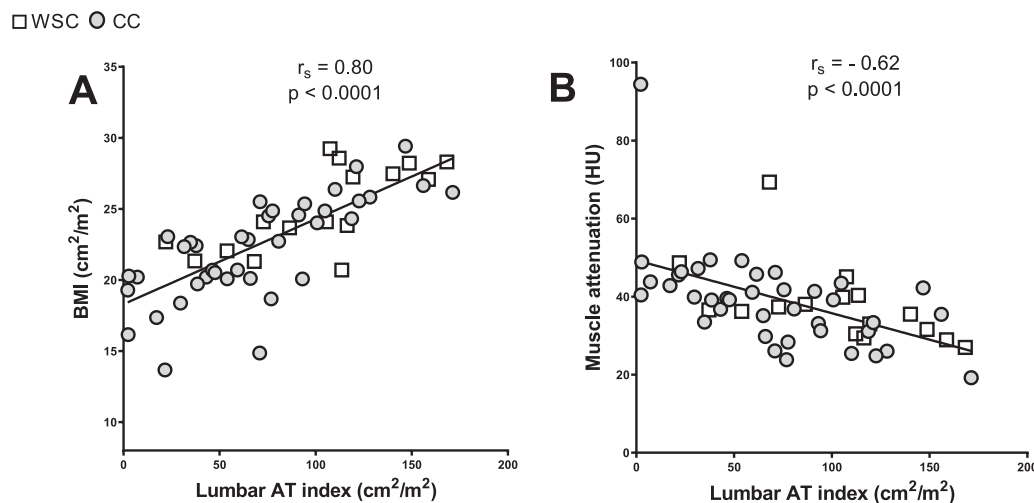 WSC CC
A
r_s = 0.80
p < 0.0001
35
30
25
20
15
10
BMI (cm²/m²)
0 50 100 150 200
Lumbar AT index (cm²/m²)
B
r_s = - 0.62
p < 0.0001
100
80
60
40
20
0
Muscle attenuation (HU)
0 50 100 150 200
Lumbar AT index (cm²/m²)